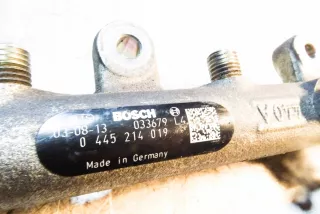 BOSCH
03-08-13 033679 L4
0 445 214 019
Made in Germany